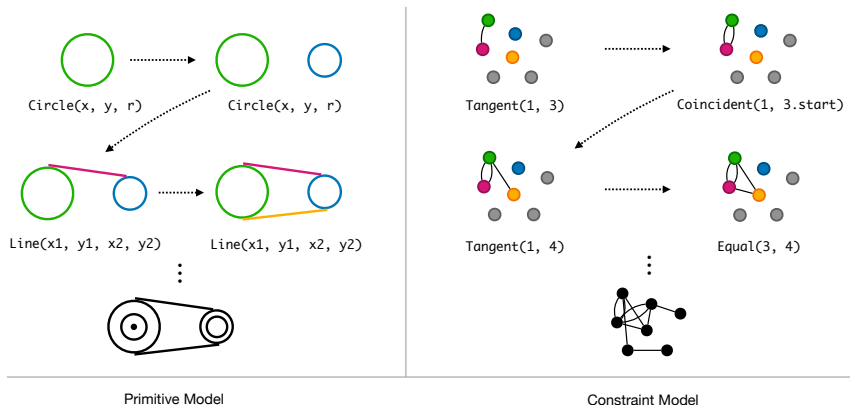 Circle(x, y, r)
Circle(x, y, r)
Line(x1, y1, x2, y2)
Line(x1, y1, x2, y2)
Primitive Model
Tangent(1, 3)
Coincident(1, 3.start)
Tangent(1, 4)
Equal(3, 4)
Constraint Model